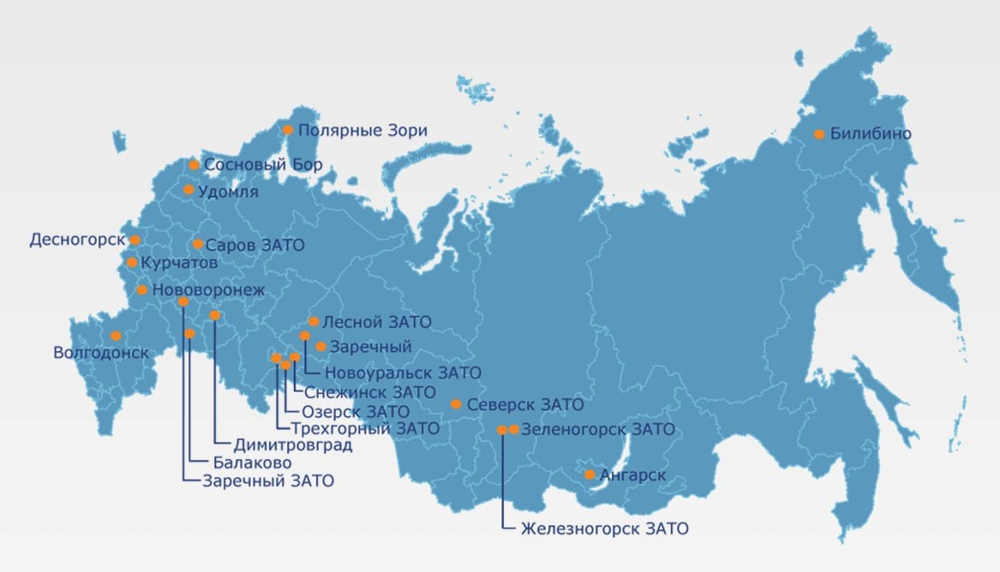 Полярные Зори
Билибино
Сосновый Бор
Удомля
Десногорск
Саров ЗАТО
Курчатов
Нововоронеж
Лесной ЗАТО
Заречный
Волгодонск
Новоуральск ЗАТО
Снежинск ЗАТО
Северск ЗАТО
Озерск ЗАТО
Трехгорный ЗАТО
Зеленогорск ЗАТО
Димитровград
Балаково
Ангарск
Заречный ЗАТО
Железногорск ЗАТО